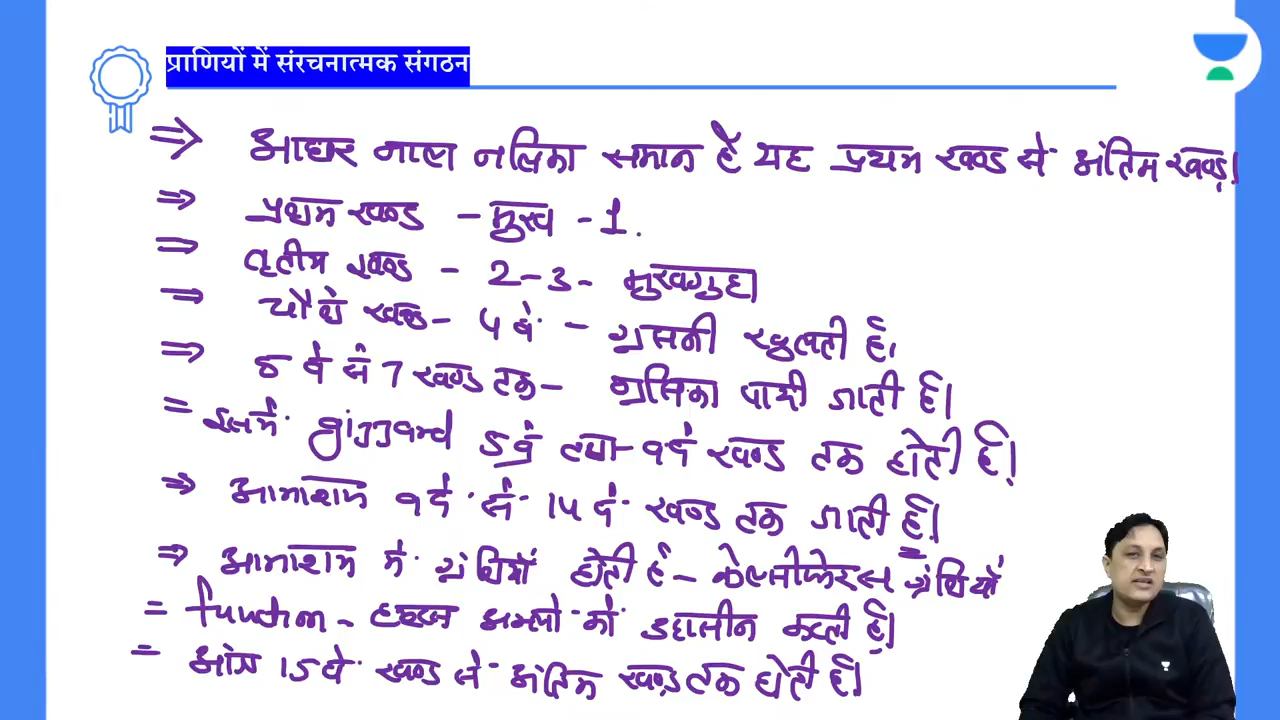 प्राणियों में संरचनात्मक संगठन
⇒ आहार नाल नलिका समान है यह प्रथम खण्ड से अंतिम खण्ड।
⇒ प्रथम खण्ड - मुख - 1.
⇒ तृतीय खण्ड - 2-3- मुखगुहा
⇒ चौथे खण्ड- 4 वें - ग्रसनी खुलती है।
⇒ 5 वें से 7 खण्ड तक - ग्रसिका पायी जाती है।
= इसमें gizzard 8वें तथा 9वें खण्ड तक होती है।
⇒ आमाशय 9वें से 14 वें खण्ड तक जाती है।
⇒ आमाशय में ग्रंथियाँ होती है - केल्सीफेरस ग्रंथियाँ
= function - ह्यूमस अम्लो को उदासीन करती है।
= आंत्र 15वें खण्ड से अंतिम खण्ड तक होती है।